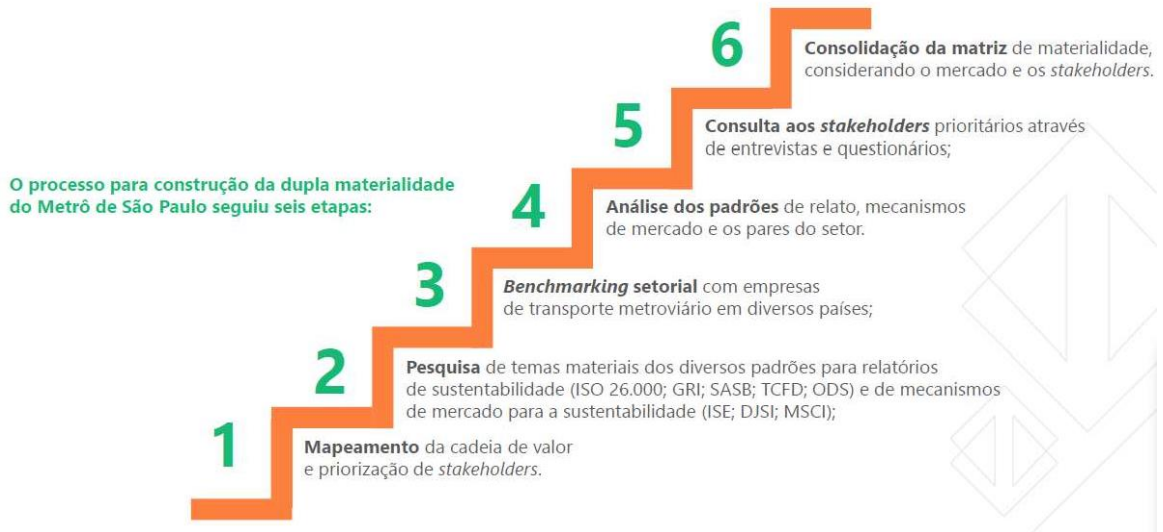 O processo para construção da dupla materialidade
do Metrô de São Paulo seguiu seis etapas:
1
Mapeamento da cadeia de valor
e priorização de stakeholders.
2
Pesquisa de temas materiais dos diversos padrões para relatórios
de sustentabilidade (ISO 26.000; GRI; SASB; TCFD; ODS) e de mecanismos
de mercado para a sustentabilidade (ISE; DJSI; MSCI);
3
Benchmarking setorial com empresas
de transporte metroviário em diversos países;
4
Análise dos padrões de relato, mecanismos
de mercado e os pares do setor.
5
Consulta aos stakeholders prioritários através
de entrevistas e questionários;
6
Consolidação da matriz de materialidade,
considerando o mercado e os stakeholders.